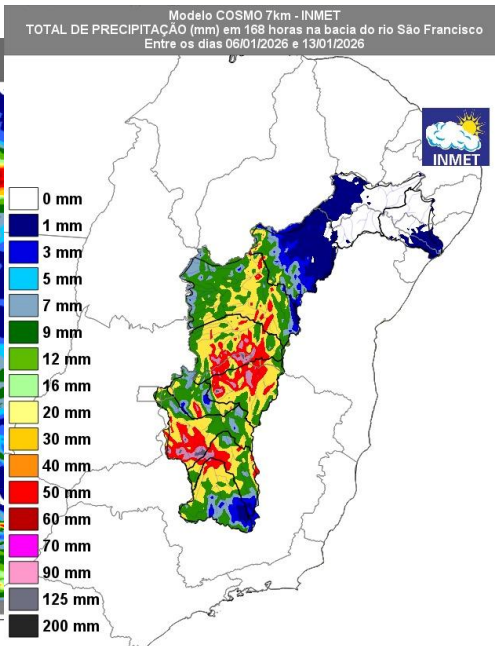 Modelo COSMO 7km - INMET
TOTAL DE PRECIPITAÇÃO (mm) em 168 horas na bacia do rio São Francisco
Entre os dias 06/01/2026 e 13/01/2026
INMET
0 mm
1 mm
3 mm
5 mm
7 mm
9 mm
12 mm
16 mm
20 mm
30 mm
40 mm
50 mm
60 mm
70 mm
90 mm
125 mm
200 mm